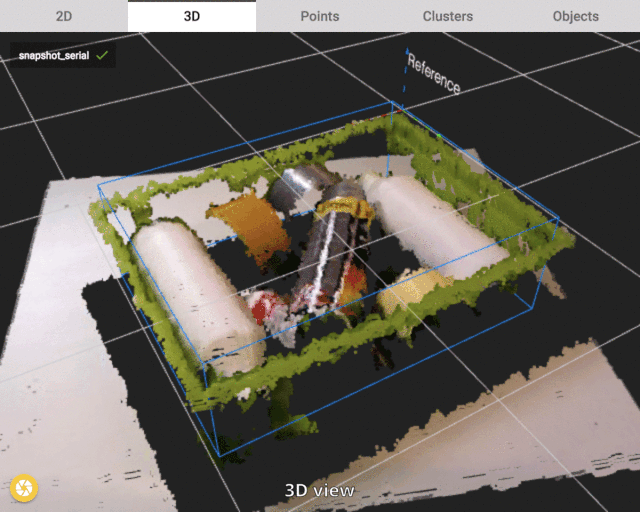 2D
3D
Points
Clusters
Objects
snapshot_serial
Reference
3D view